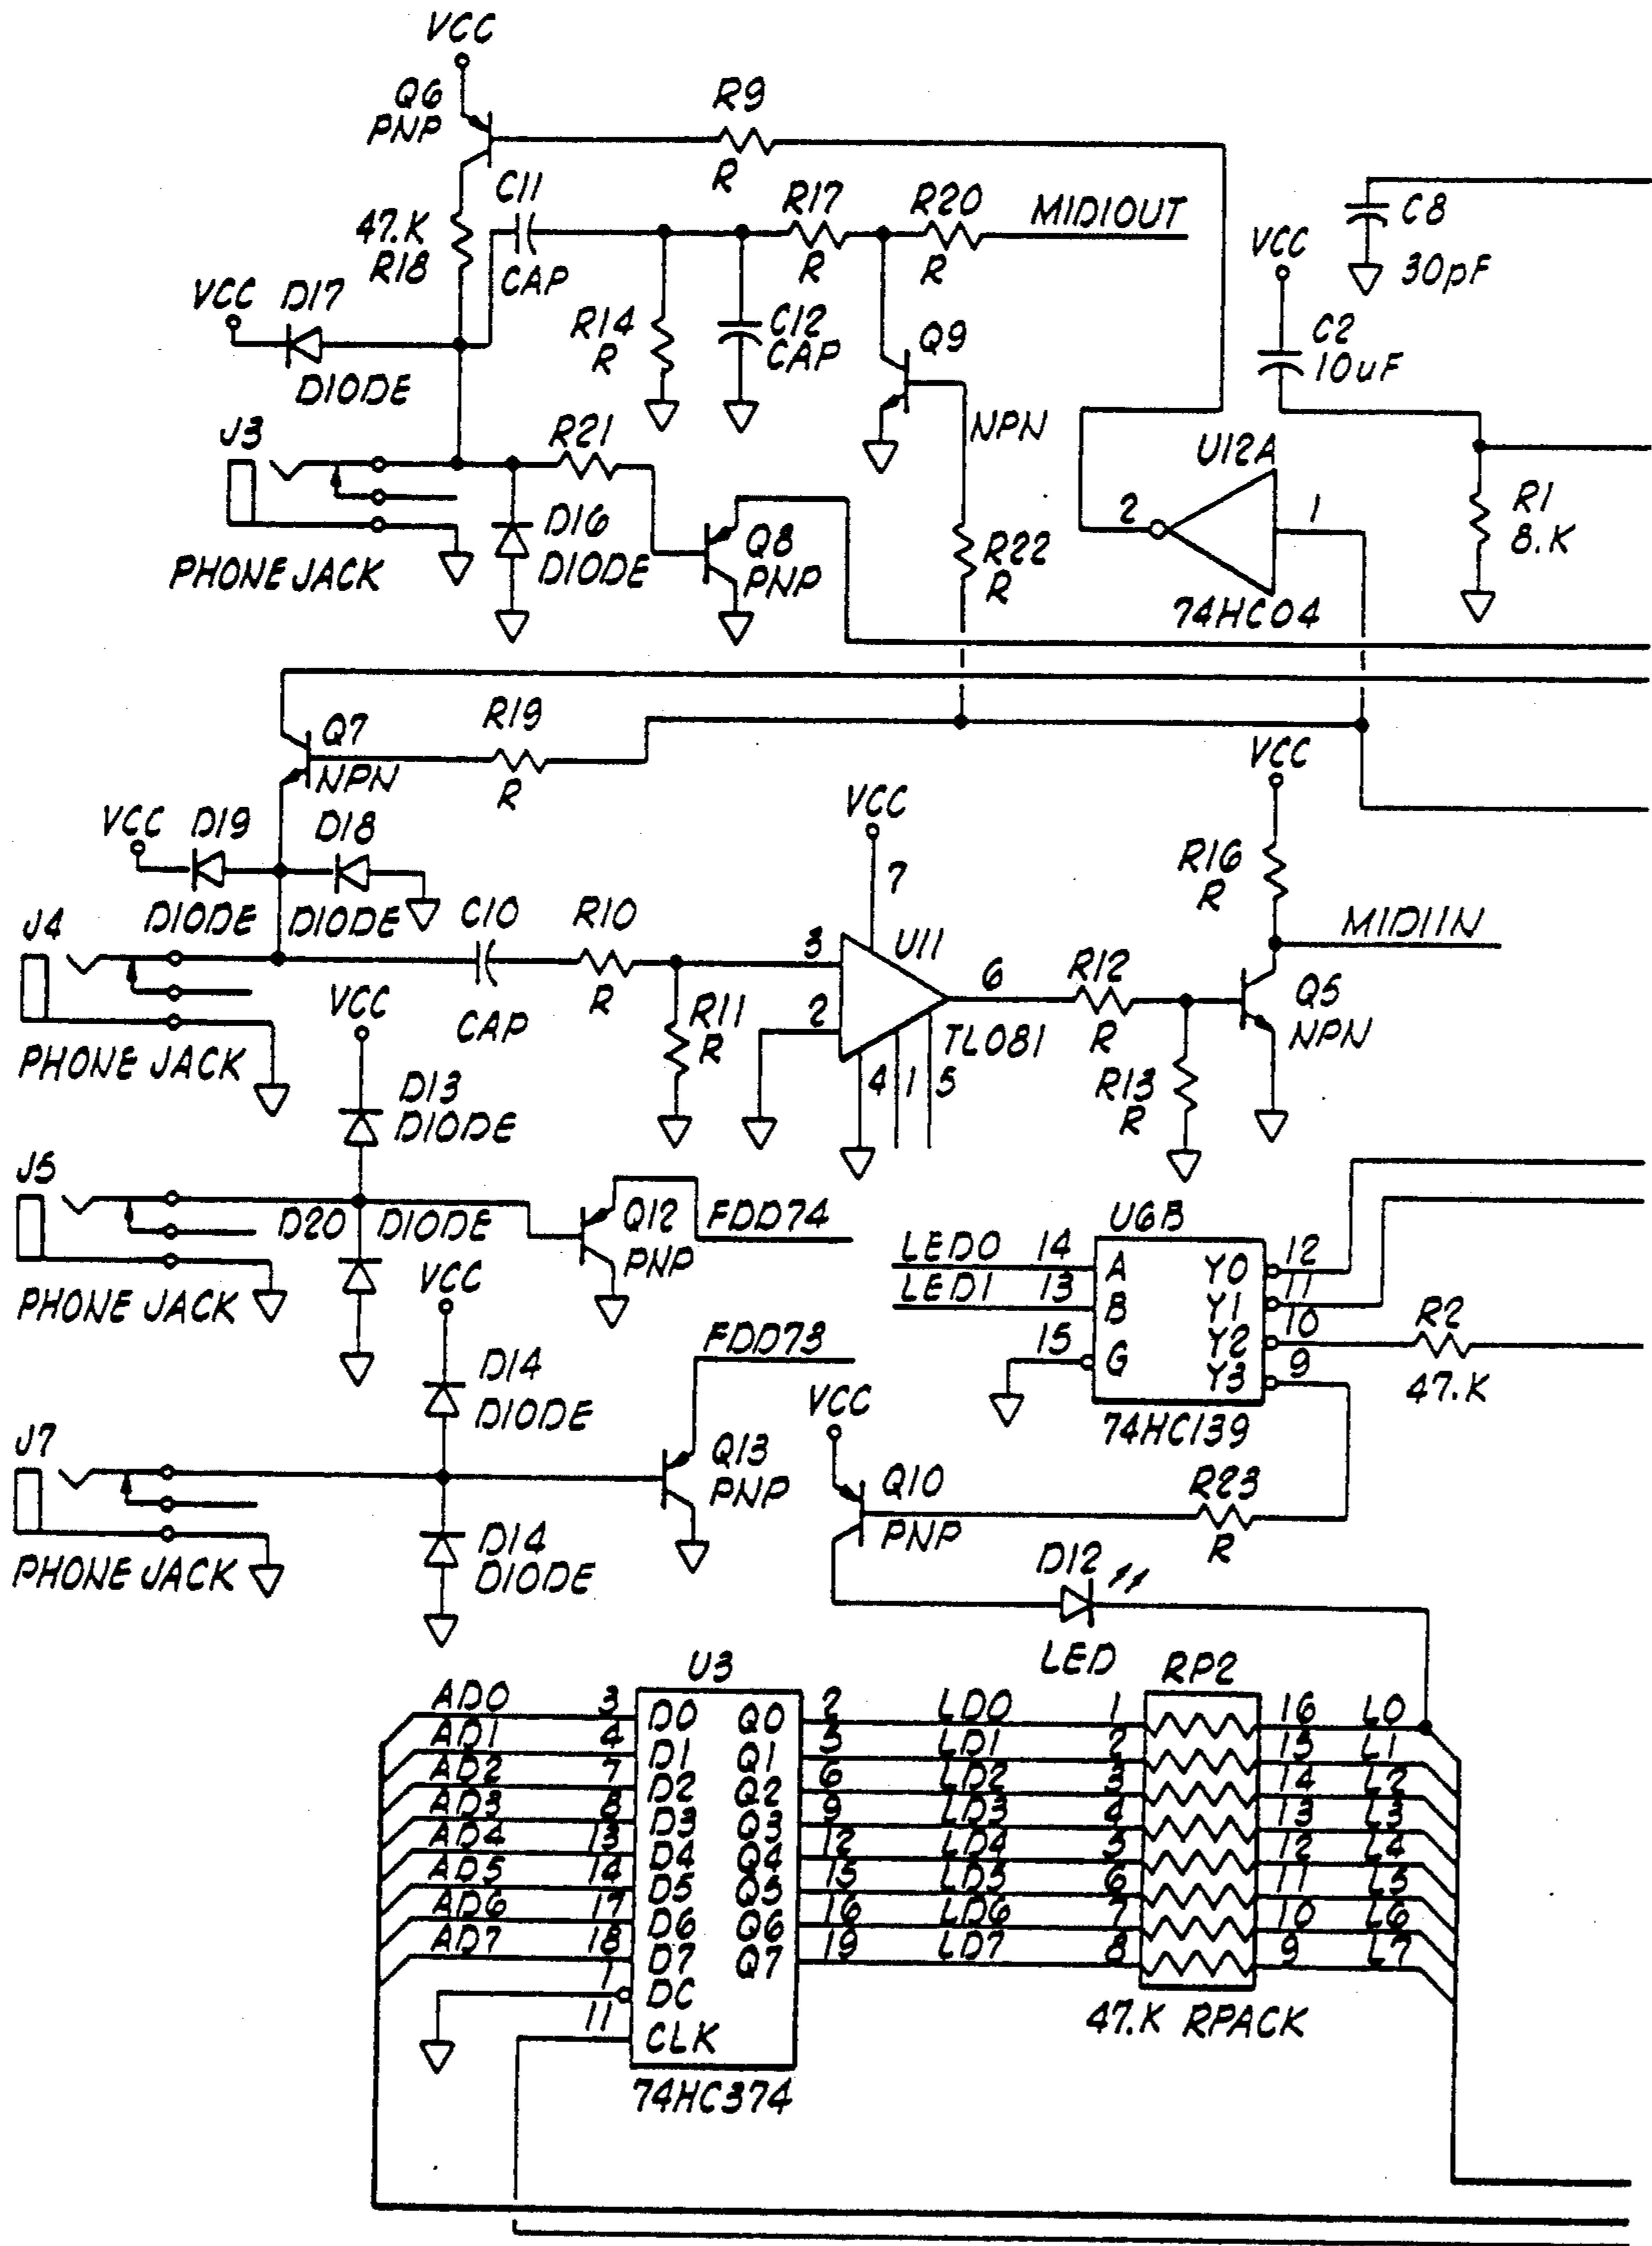 VCC
Q6
PNP
R9
R
C11
CAP
47.K
R18
R17
R
R20
R
MIDIOUT
C8
30pF
VCC
C2
10uF
VCC
D17
DIODE
R14
R
C12
CAP
Q9
NPN
J3
PHONE JACK
R21
D16
DIODE
Q8
PNP
R22
R
U12A
2
1
74HC04
R1
8.K
Q7
NPN
R19
R
VCC
D19
DIODE
D18
DIODE
VCC
7
VCC
R16
R
MIDIIN
J4
PHONE JACK
C10
CAP
R10
R
R11
R
3
2
U11
6
TL081
4
1
5
R12
R
R13
R
Q5
NPN
VCC
D13
DIODE
J5
PHONE JACK
D20
DIODE
Q12
PNP
FDD74
U6B
LED0
14
A
LED1
13
B
15
G
Y0
12
Y1
11
Y2
10
Y3
9
74HC139
R2
47.K
VCC
D14
DIODE
FDD73
J7
PHONE JACK
D14
DIODE
Q13
PNP
VCC
Q10
PNP
R23
R
D12
LED
U3
RP2
AD0 3 D0 Q0 2 LD0 1 16 L0
AD1 4 D1 Q1 5 LD1 2 15 L1
AD2 7 D2 Q2 6 LD2 3 14 L2
AD3 8 D3 Q3 9 LD3 4 13 L3
AD4 13 D4 Q4 12 LD4 5 12 L4
AD5 14 D5 Q5 15 LD5 6 11 L5
AD6 17 D6 Q6 16 LD6 7 10 L6
AD7 18 D7 Q7 19 LD7 8 9 L7
1 DC
11 CLK
47.K RPACK
74HC374